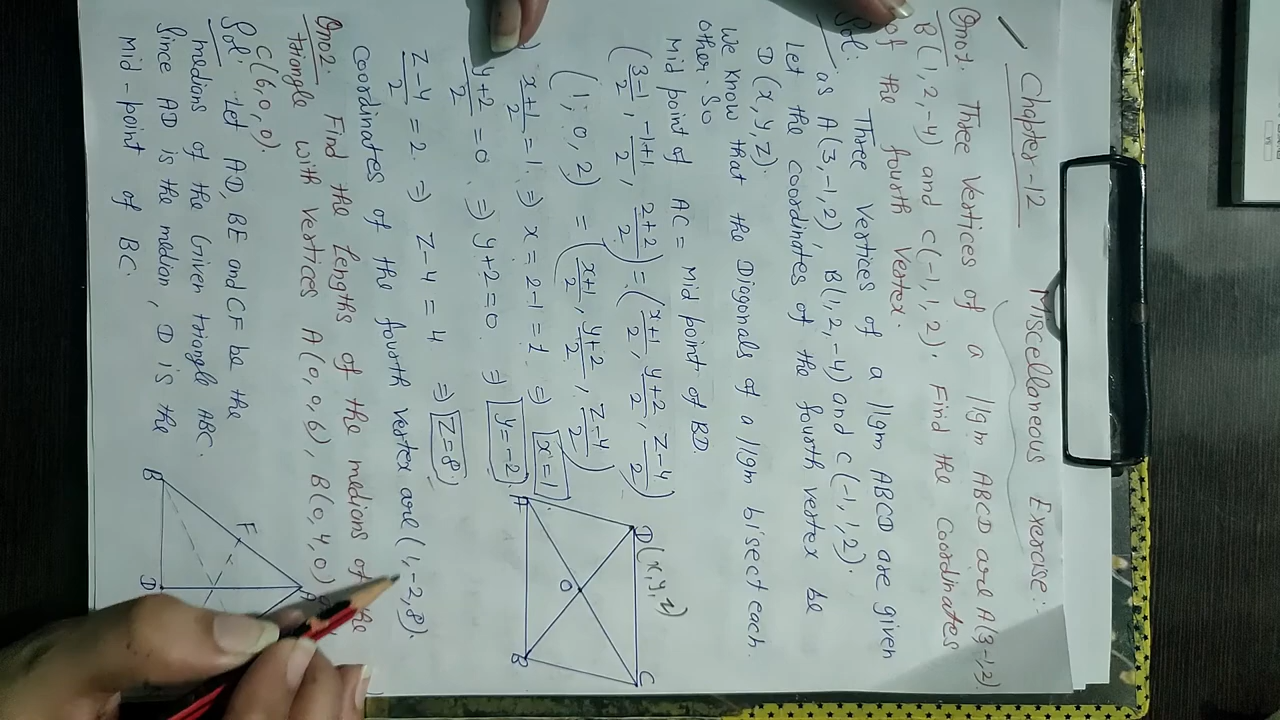 Chapter-12 Miscellaneous Exercise:
Qno1. Three vertices of a llgm ABCD are A(3,-1,2)
B(1,2,-4) and C(-1,1,2). Find the coordinates
of the fourth vertex.
Sol: Three vertices of a llgm ABCD are given
as A(3,-1,2), B(1,2,-4) and C(-1,1,2).
Let the coordinates of the fourth vertex be
D(x,y,z)
We know that the Diagonals of a llgm bisect each
other. So
Mid point of AC = Mid point of BD.
(3-1/2, -1+1/2, 2+2/2) = (x+1/2, y+2/2, z-4/2)
(1, 0, 2) = (x+1/2, y+2/2, z-4/2)
x+1/2 = 1. => x = 2-1 = 1 => x=1
y+2/2 = 0. => y+2=0. => y=-2
z-4/2 = 2. => z-4=4 => z=8.
Coordinates of the fourth vertex are (1,-2,8).
D(x,y,z)
C
O
A
B
Qno2. Find the Lengths of the medians of the
triangle with vertices A(0,0,6), B(0,4,0)
C(6,0,0).
Sol: Let AD, BE and CF be the
medians of the Given triangle ABC.
Since AD is the median, D is the
mid-point of BC.
A
F
B
D